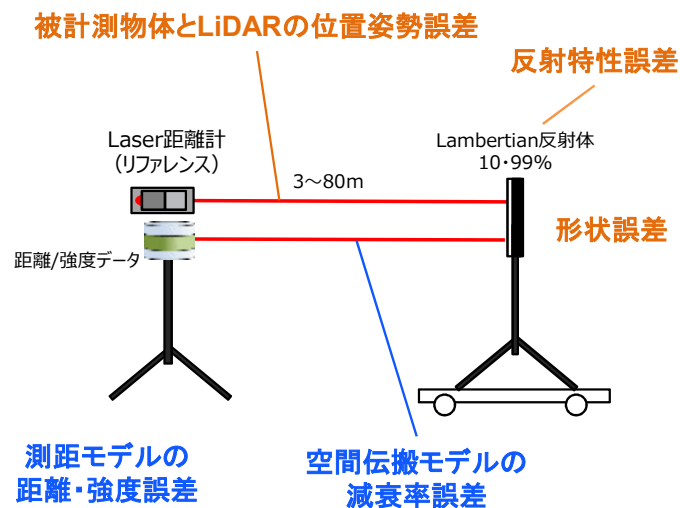 被計測物体とLiDARの位置姿勢誤差
反射特性誤差
Laser距離計
（リファレンス）
Lambertian反射体
10・99%
3～80m
形状誤差
距離/強度データ
測距モデルの
距離・強度誤差
空間伝搬モデルの
減衰率誤差